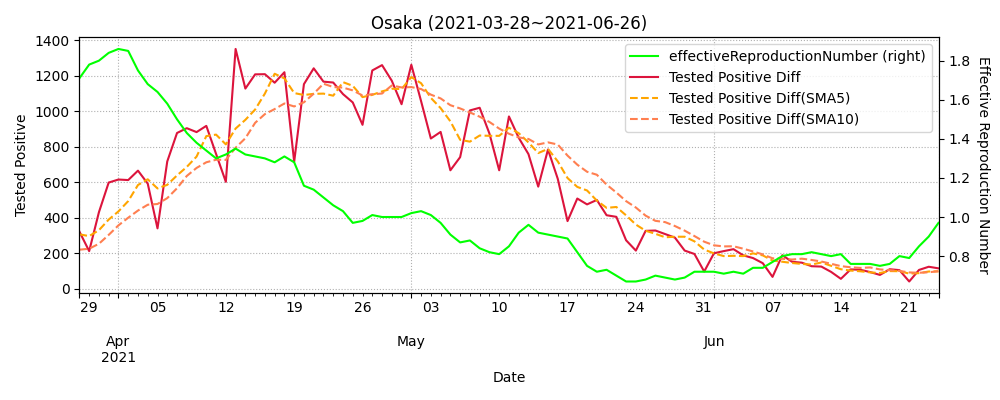 Osaka (2021-03-28~2021-06-26)
effectiveReproductionNumber (right)
Tested Positive Diff
Tested Positive Diff(SMA5)
Tested Positive Diff(SMA10)
Tested Positive
1400
1200
1000
800
600
400
200
0
Effective Reproduction Number
1.8
1.6
1.4
1.2
1.0
0.8
29 05 12 19 26 03 10 17 24 31 07 14 21
Apr May Jun
2021
Date